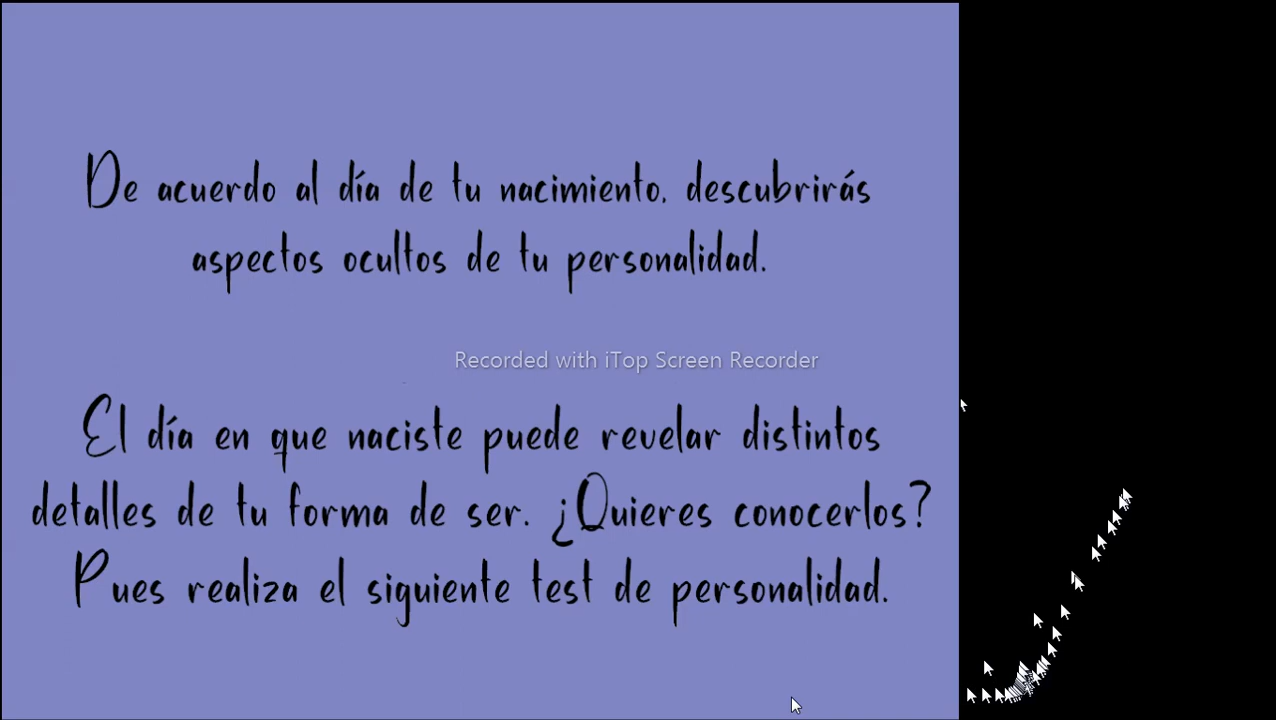 De acuerdo al día de tu nacimiento, descubrirás
aspectos ocultos de tu personalidad.
Recorded with iTop Screen Recorder
El día en que naciste puede revelar distintos
detalles de tu forma de ser. ¿Quieres conocerlos?
Pues realiza el siguiente test de personalidad.